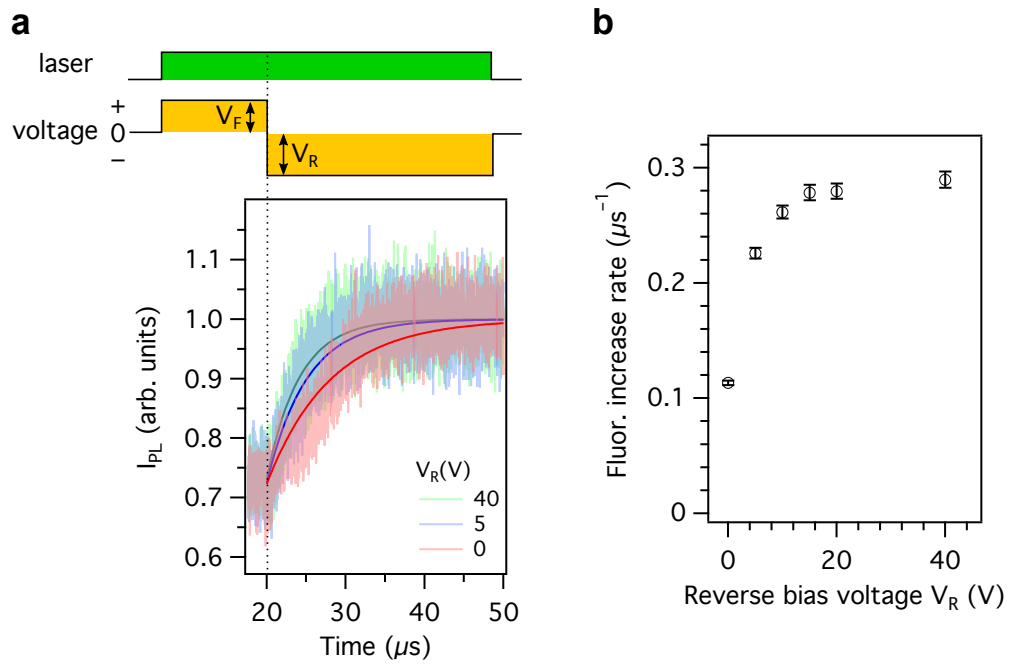 a
laser
voltage
+
0
−
V_F
V_R
I_PL (arb. units)
1.1
1.0
0.9
0.8
0.7
0.6
V_R(V)
40
5
0
20
30
40
50
Time (μs)
b
Fluor. increase rate (μs⁻¹)
0.3
0.2
0.1
0
0
20
40
Reverse bias voltage V_R (V)